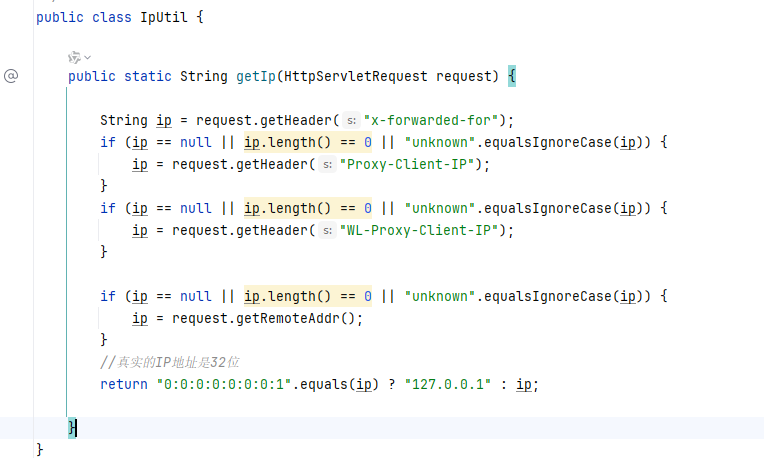 public class IpUtil {
@
public static String getIp(HttpServletRequest request) {
String ip = request.getHeader( s: "x-forwarded-for");
if (ip == null || ip.length() == 0 || "unknown".equalsIgnoreCase(ip)) {
ip = request.getHeader( s: "Proxy-Client-IP");
}
if (ip == null || ip.length() == 0 || "unknown".equalsIgnoreCase(ip)) {
ip = request.getHeader( s: "WL-Proxy-Client-IP");
}
if (ip == null || ip.length() == 0 || "unknown".equalsIgnoreCase(ip)) {
ip = request.getRemoteAddr();
}
//真实的IP地址是32位
return "0:0:0:0:0:0:0:1".equals(ip) ? "127.0.0.1" : ip;
}
}